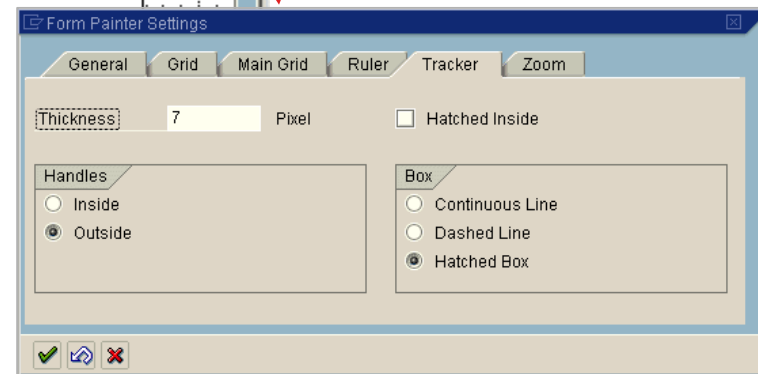 Form Painter Settings
General Grid Main Grid Ruler Tracker Zoom
Thickness 7 Pixel Hatched Inside
Handles
Inside
Outside
Box
Continuous Line
Dashed Line
Hatched Box